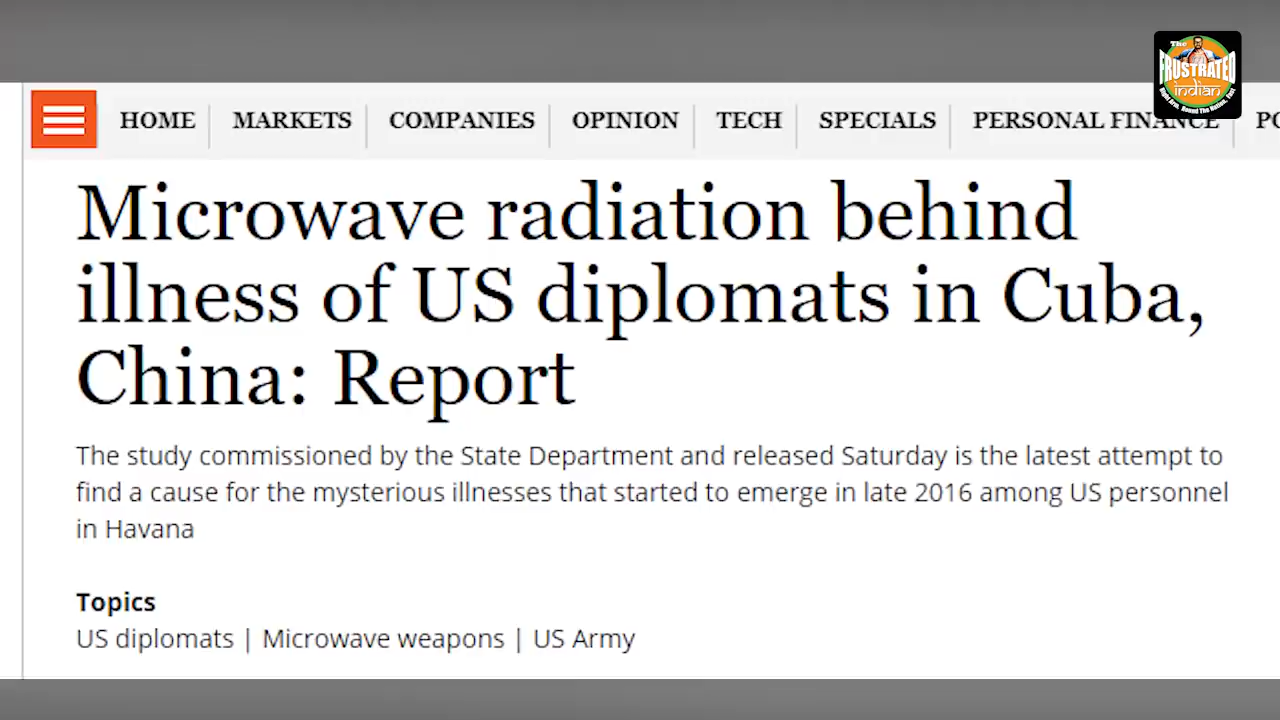 The
FRUSTRATED
indian
HOME MARKETS COMPANIES OPINION TECH SPECIALS PERSONAL FINANCE
Microwave radiation behind
illness of US diplomats in Cuba,
China: Report
The study commissioned by the State Department and released Saturday is the latest attempt to
find a cause for the mysterious illnesses that started to emerge in late 2016 among US personnel
in Havana
Topics
US diplomats | Microwave weapons | US Army